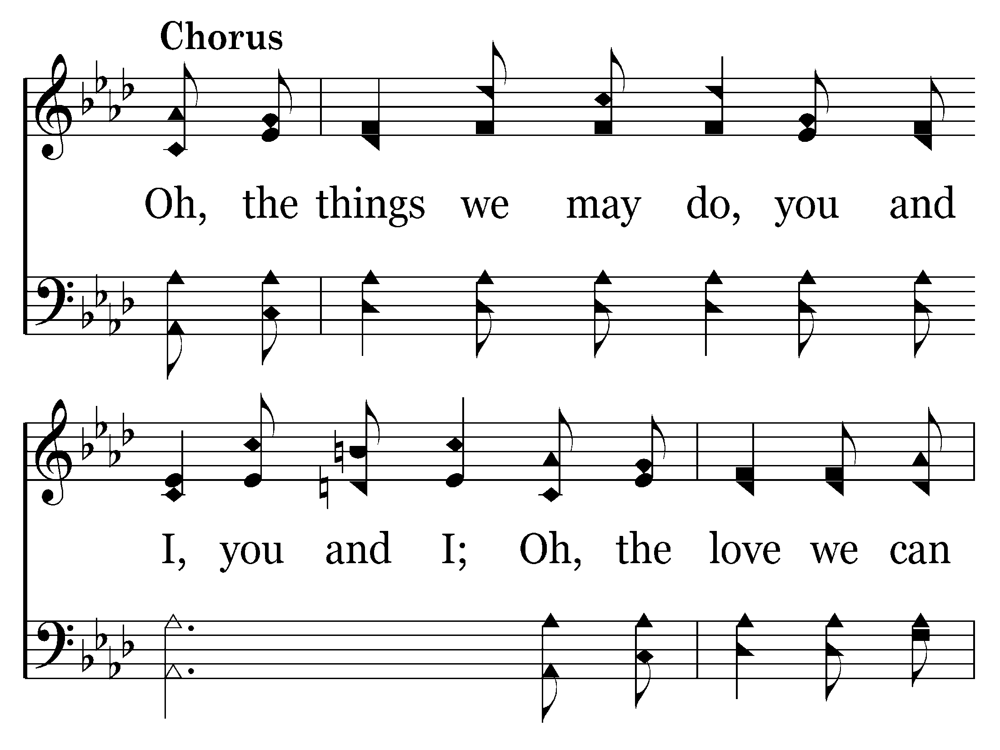 Chorus
Oh, the things we may do, you and
I, you and I; Oh, the love we can